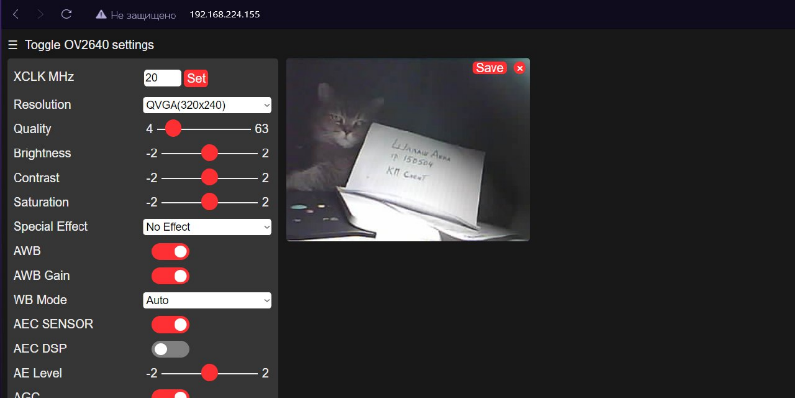 Не защищено 192.168.224.155
☰ Toggle OV2640 settings
XCLK MHz 20 Set
Resolution QVGA(320x240)
Quality 4 63
Brightness -2 2
Contrast -2 2
Saturation -2 2
Special Effect No Effect
AWB
AWB Gain
WB Mode Auto
AEC SENSOR
AEC DSP
AE Level -2 2
AGC
Save ×
Анна
гр. 150504
КП